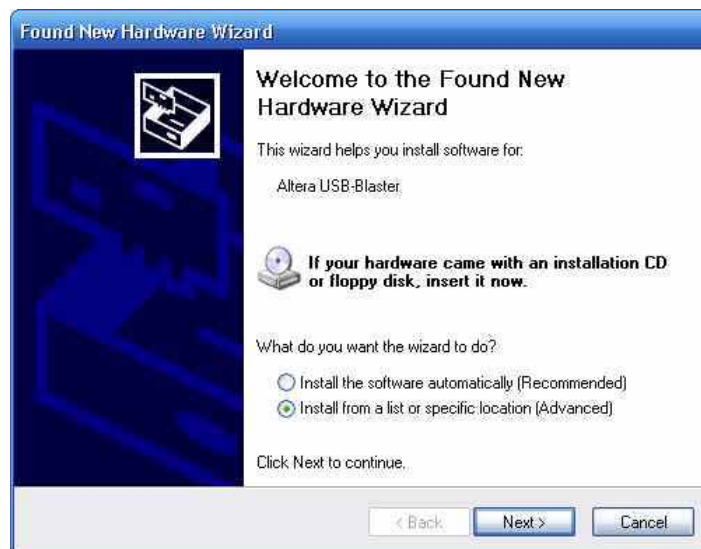 Found New Hardware Wizard
Welcome to the Found New
Hardware Wizard
This wizard helps you install software for:
Altera USB-Blaster
If your hardware came with an installation CD
or floppy disk, insert it now.
What do you want the wizard to do?
Install the software automatically (Recommended)
Install from a list or specific location (Advanced)
Click Next to continue.
< Back Next > Cancel